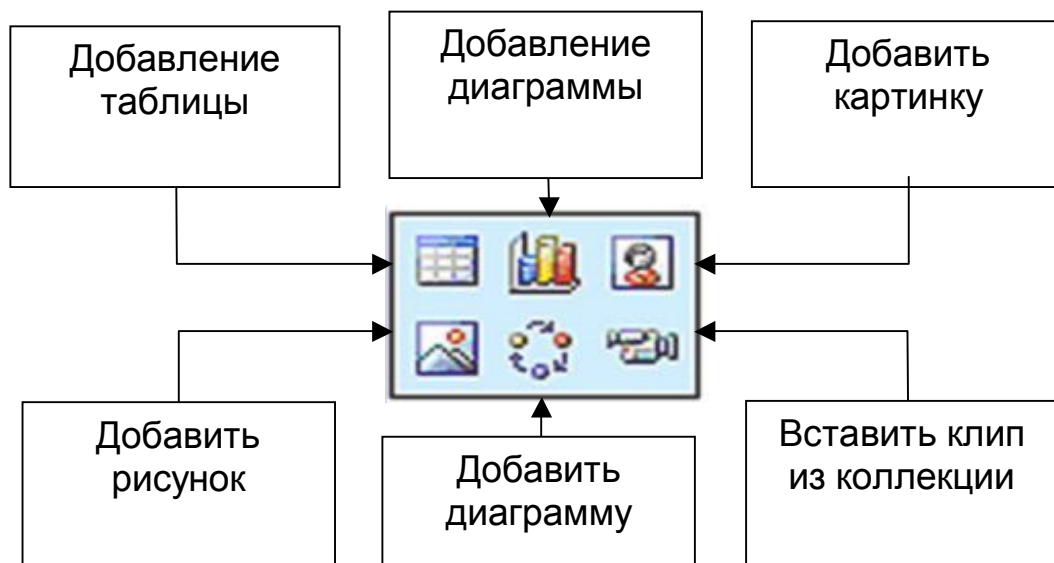 Добавление
таблицы
Добавление
диаграммы
Добавить
картинку
Добавить
рисунок
Добавить
диаграмму
Вставить клип
из коллекции